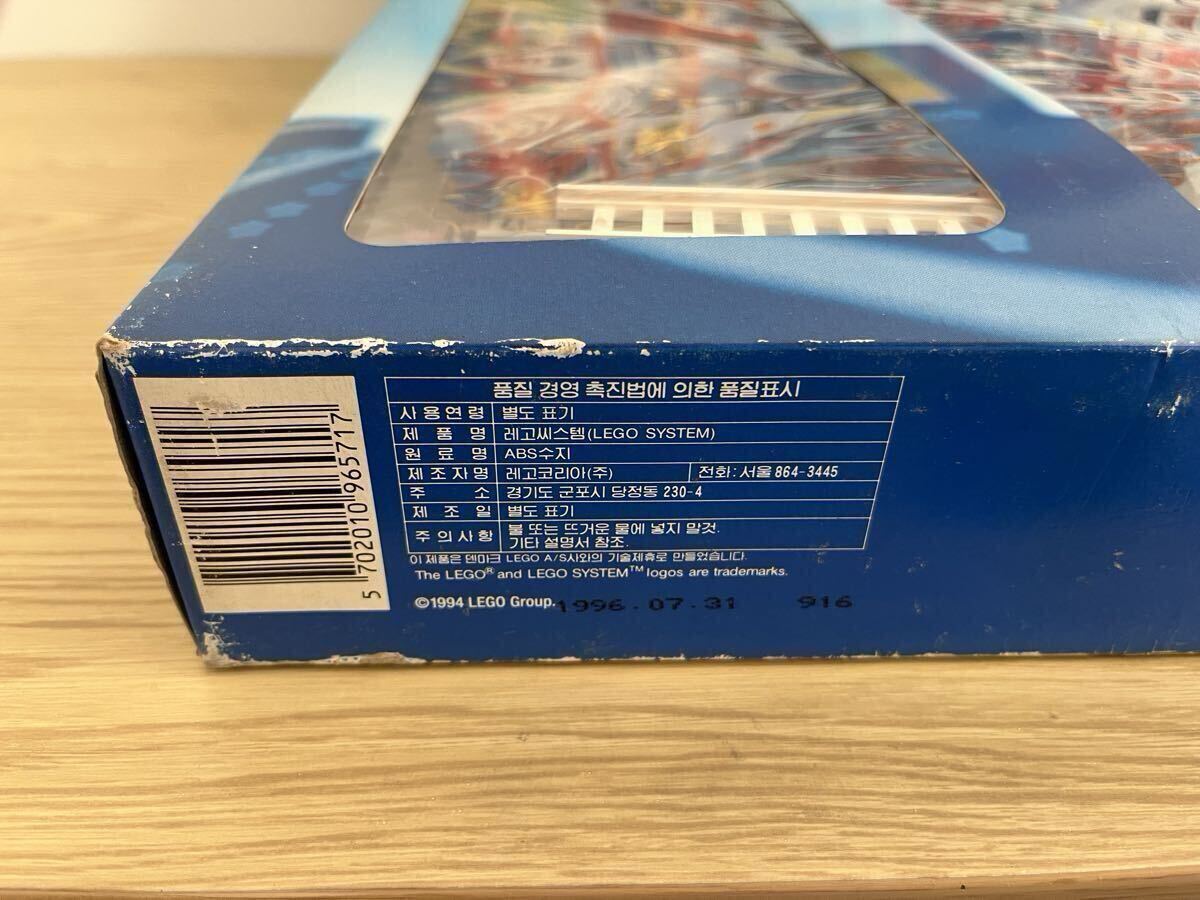 품질 경영 촉진법에 의한 품질표시
사용연령 별도 표기
제품명 레고씨스템(LEGO SYSTEM)
원료명 ABS수지
제조자명 레고코리아(주) 전화:서울 864-3445
주소 경기도 군포시 당정동 230-4
제조일 별도 표기
주의사항 불 또는 뜨거운 물에 넣지 말것.
기타 설명서 참조.
이 제품은 덴마크 LEGO A/S사와의 기술제휴로 만들었습니다.
The LEGO® and LEGO SYSTEM™ logos are trademarks.
©1994 LEGO Group.
1996.07.31 916
5 702010 965717